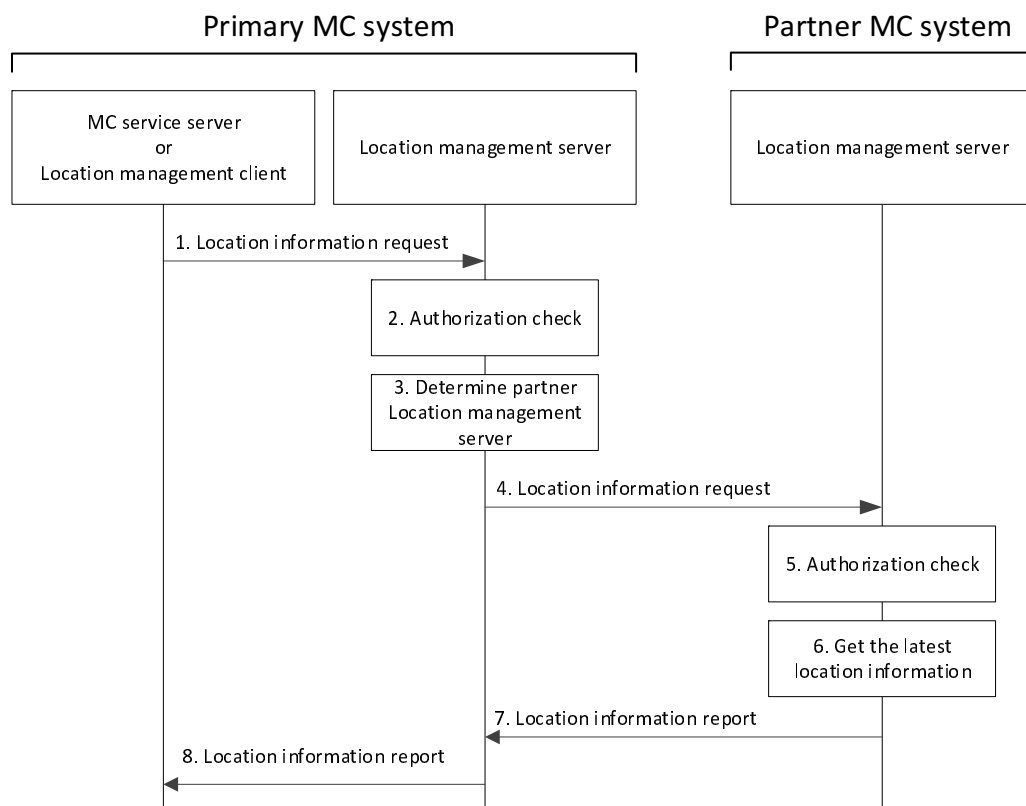 Primary MC system
Partner MC system
MC service server
or
Location management client
Location management server
Location management server
1. Location information request
2. Authorization check
3. Determine partner
Location management
server
4. Location information request
5. Authorization check
6. Get the latest
location information
7. Location information report
8. Location information report